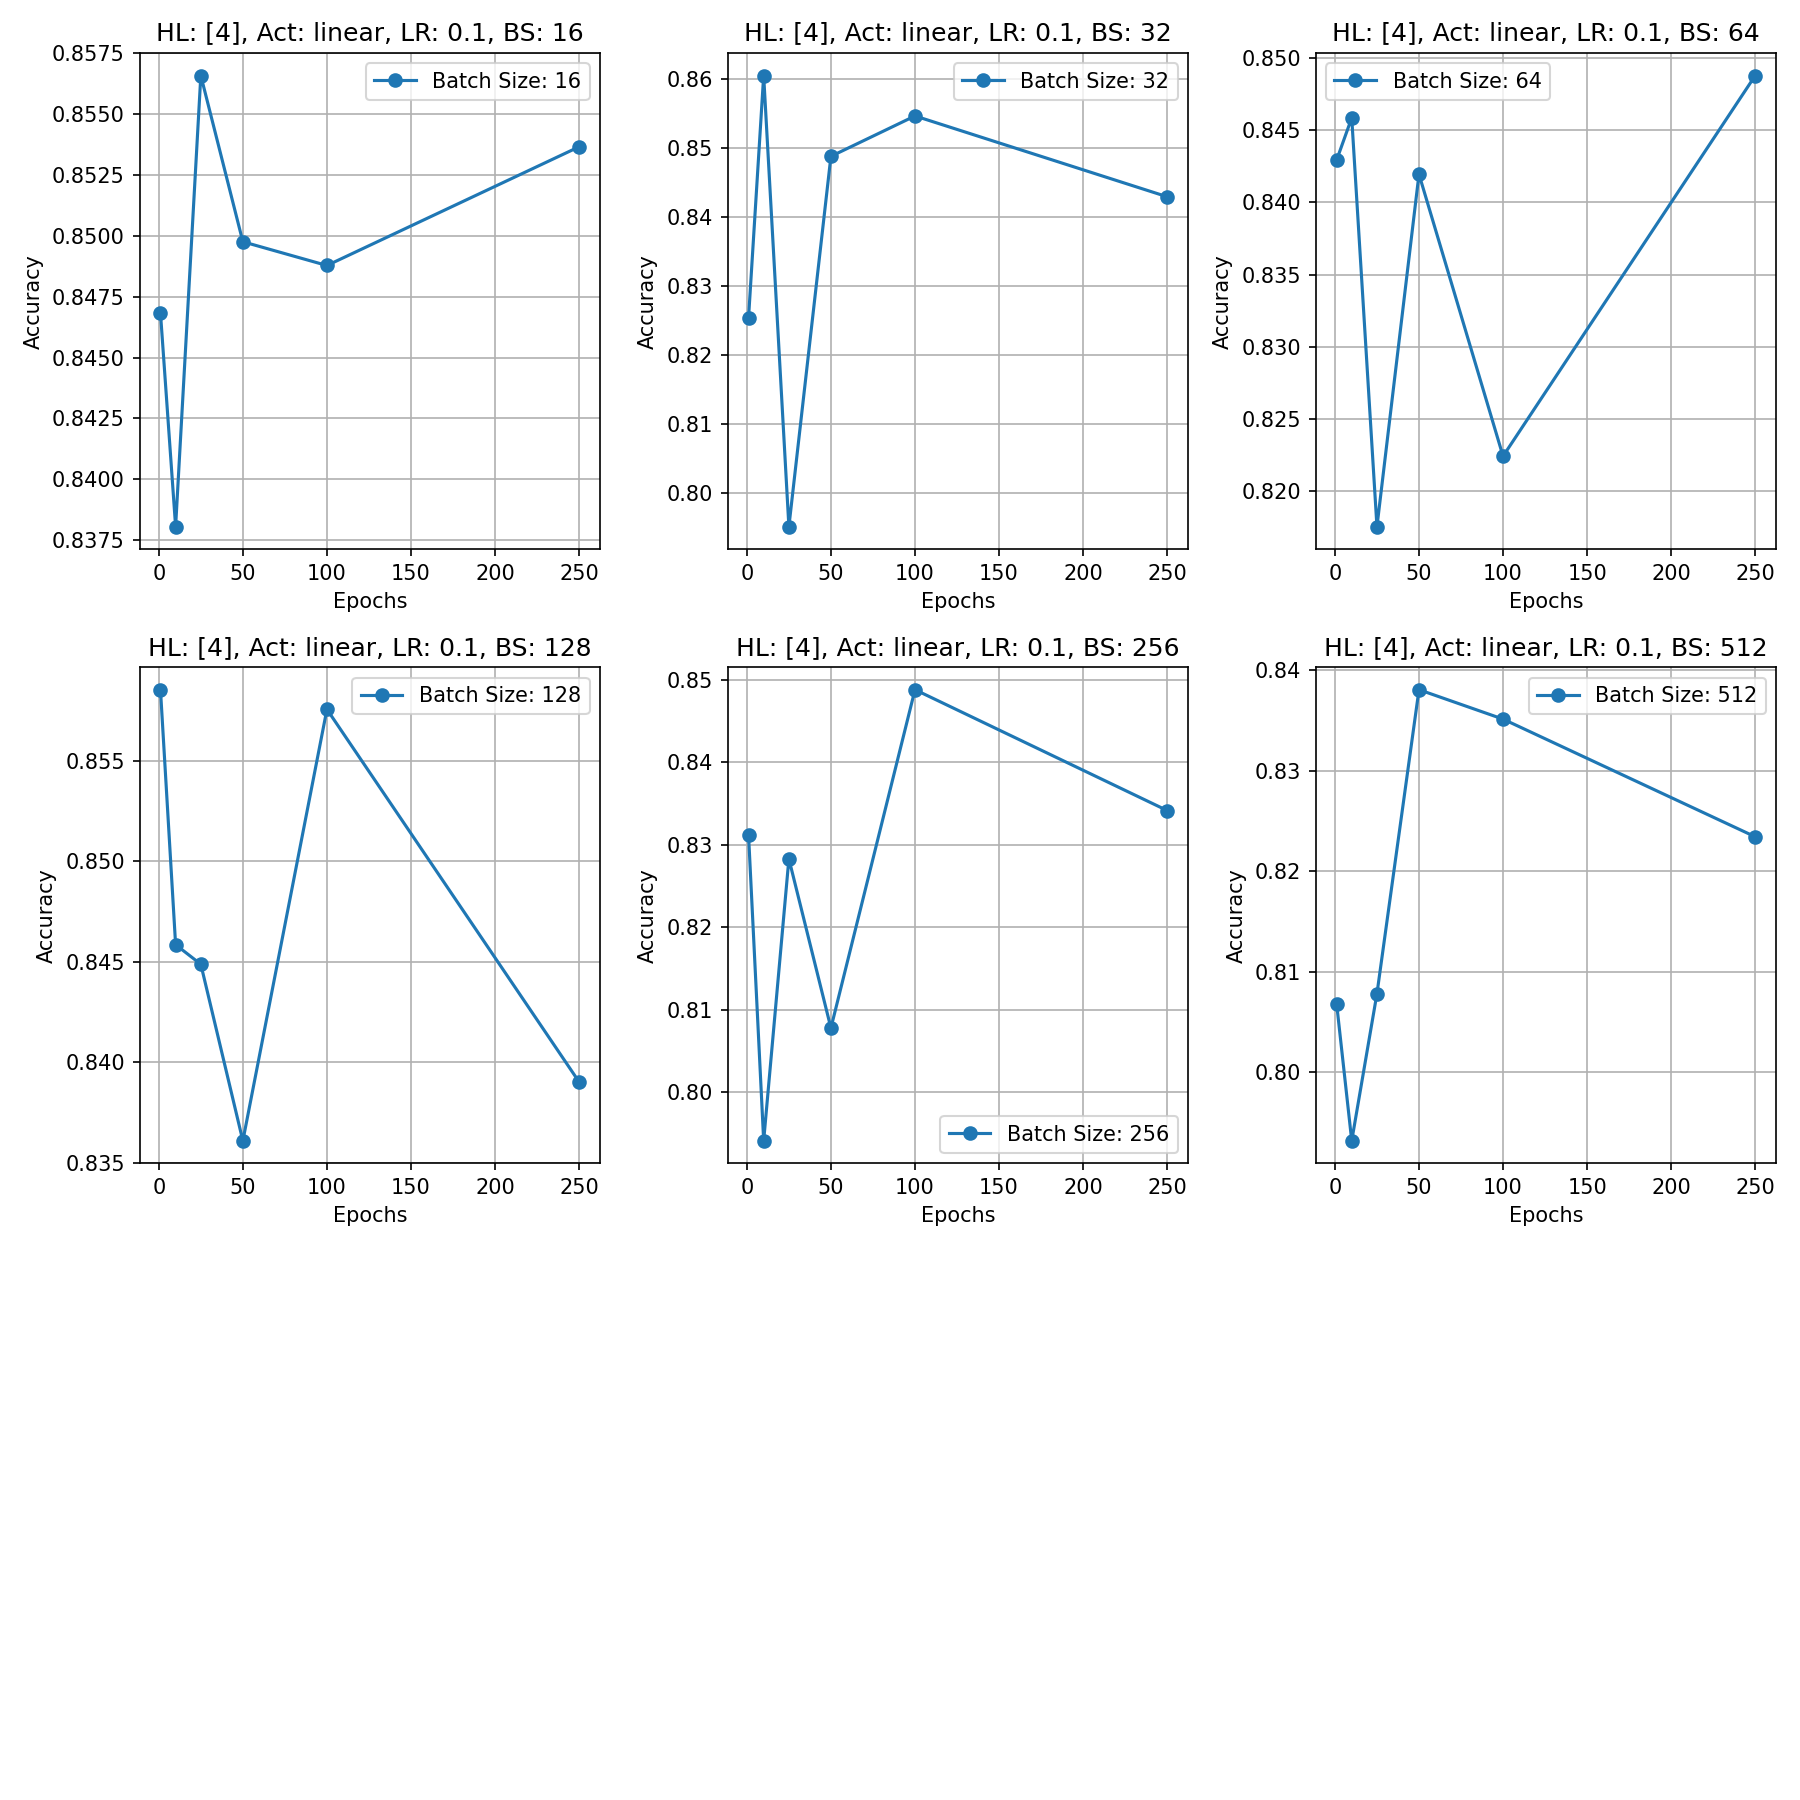 HL: [4], Act: linear, LR: 0.1, BS: 16
0.8575
0.8550
0.8525
0.8500
0.8475
0.8450
0.8425
0.8400
0.8375
Accuracy
Batch Size: 16
0 50 100 150 200 250
Epochs
HL: [4], Act: linear, LR: 0.1, BS: 32
0.86
0.85
0.84
0.83
0.82
0.81
0.80
Accuracy
Batch Size: 32
0 50 100 150 200 250
Epochs
HL: [4], Act: linear, LR: 0.1, BS: 64
0.850
0.845
0.840
0.835
0.830
0.825
0.820
Accuracy
Batch Size: 64
0 50 100 150 200 250
Epochs
HL: [4], Act: linear, LR: 0.1, BS: 128
0.855
0.850
0.845
0.840
0.835
Accuracy
Batch Size: 128
0 50 100 150 200 250
Epochs
HL: [4], Act: linear, LR: 0.1, BS: 256
0.85
0.84
0.83
0.82
0.81
0.80
Accuracy
Batch Size: 256
0 50 100 150 200 250
Epochs
HL: [4], Act: linear, LR: 0.1, BS: 512
0.84
0.83
0.82
0.81
0.80
Accuracy
Batch Size: 512
0 50 100 150 200 250
Epochs